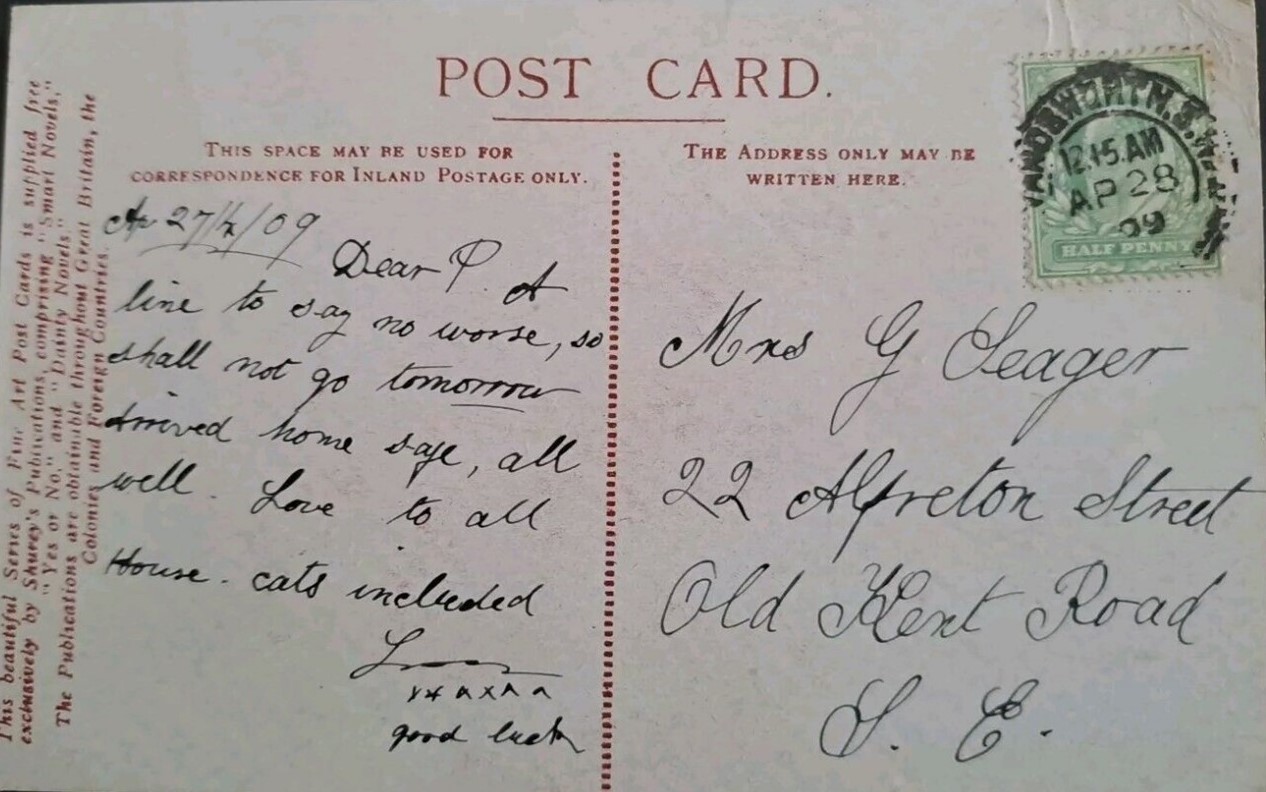 POST CARD.
THIS SPACE MAY BE USED FOR
CORRESPONDENCE FOR INLAND POSTAGE ONLY.
THE ADDRESS ONLY MAY BE
WRITTEN HERE.
This beautiful Series of Fine Art Post Cards is supplied free
exclusively by Shurey's Publications, comprising "Smart Novels,"
"Yes or No," and "Dainty Novels."
The Publications are obtainable throughout Great Britain, the
Colonies and Foreign Countries.
27/4/09
Dear P. A
line to say no worse, so
shall not go tomorrow
Arrived home safe, all
well. Love to all
House. cats included
good luck
WANDSWORTH, S.W.
12.15. AM
AP 28
09
HALF PENNY
Mrs G Seager
22 Alfreton Street
Old Kent Road
S. E.